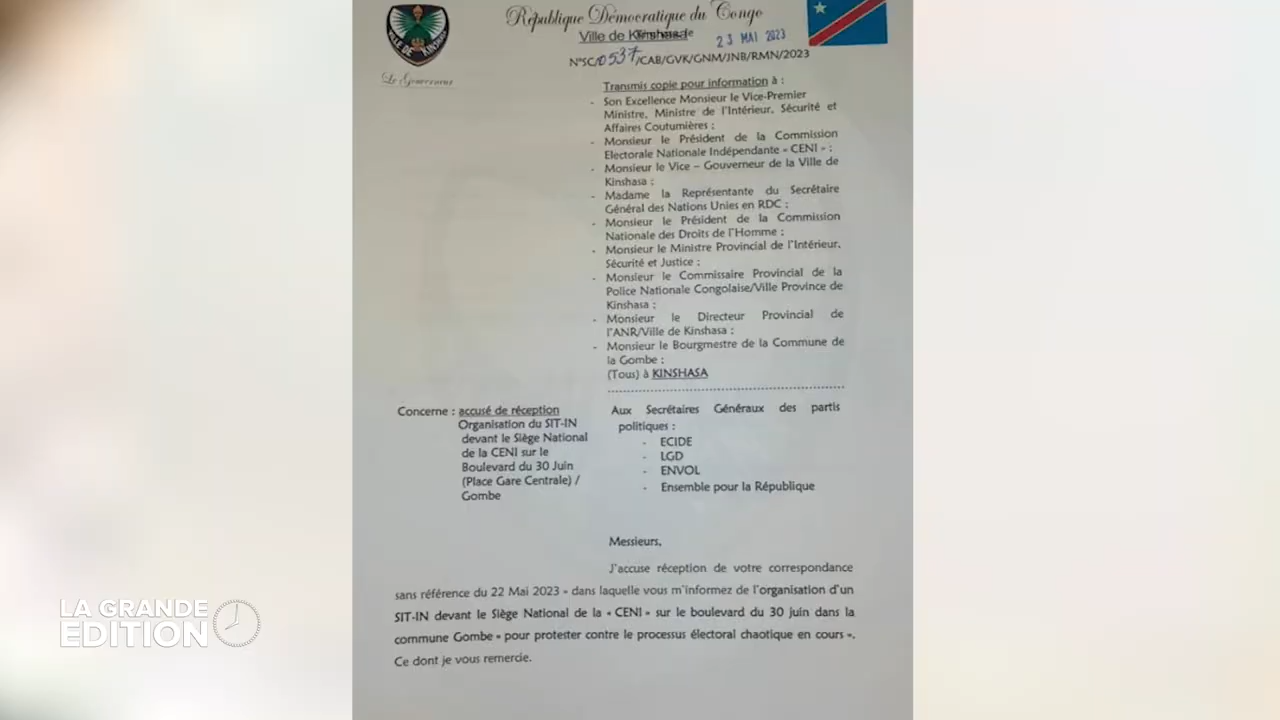 République Démocratique du Congo
VILLE DE KINSHASA
Ville de Kinshasa
23 MAI 2023
Le Gouverneur
N°SC/0537/CAB/GVK/GNM/JNB/RMN/2023
Transmis copie pour information à :
- Son Excellence Monsieur le Vice-Premier
Ministre, Ministre de l'Intérieur, Sécurité et
Affaires Coutumières ;
- Monsieur le Président de la Commission
Electorale Nationale Indépendante « CENI » ;
- Monsieur le Vice – Gouverneur de la Ville de
Kinshasa ;
- Madame la Représentante du Secrétaire
Général des Nations Unies en RDC ;
- Monsieur le Président de la Commission
Nationale des Droits de l'Homme ;
- Monsieur le Ministre Provincial de l'Intérieur,
Sécurité et Justice ;
- Monsieur le Commissaire Provincial de la
Police Nationale Congolaise/Ville Province de
Kinshasa ;
- Monsieur le Directeur Provincial de
l'ANR/Ville de Kinshasa ;
- Monsieur le Bourgmestre de la Commune de
la Gombe ;
(Tous) à KINSHASA
Concerne : accusé de réception
Organisation du SIT-IN
devant le Siège National
de la CENI sur le
Boulevard du 30 Juin
(Place Gare Centrale) /
Gombe
Aux Secrétaires Généraux des partis
politiques :
- ECIDE
- LGD
- ENVOL
- Ensemble pour la République
Messieurs,
J'accuse réception de votre correspondance
sans référence du 22 Mai 2023 « dans laquelle vous m'informez de l'organisation d'un
SIT-IN devant le Siège National de la « CENI » sur le boulevard du 30 juin dans la
commune Gombe « pour protester contre le processus électoral chaotique en cours ».
Ce dont je vous remercie.
LA GRANDE
EDITION